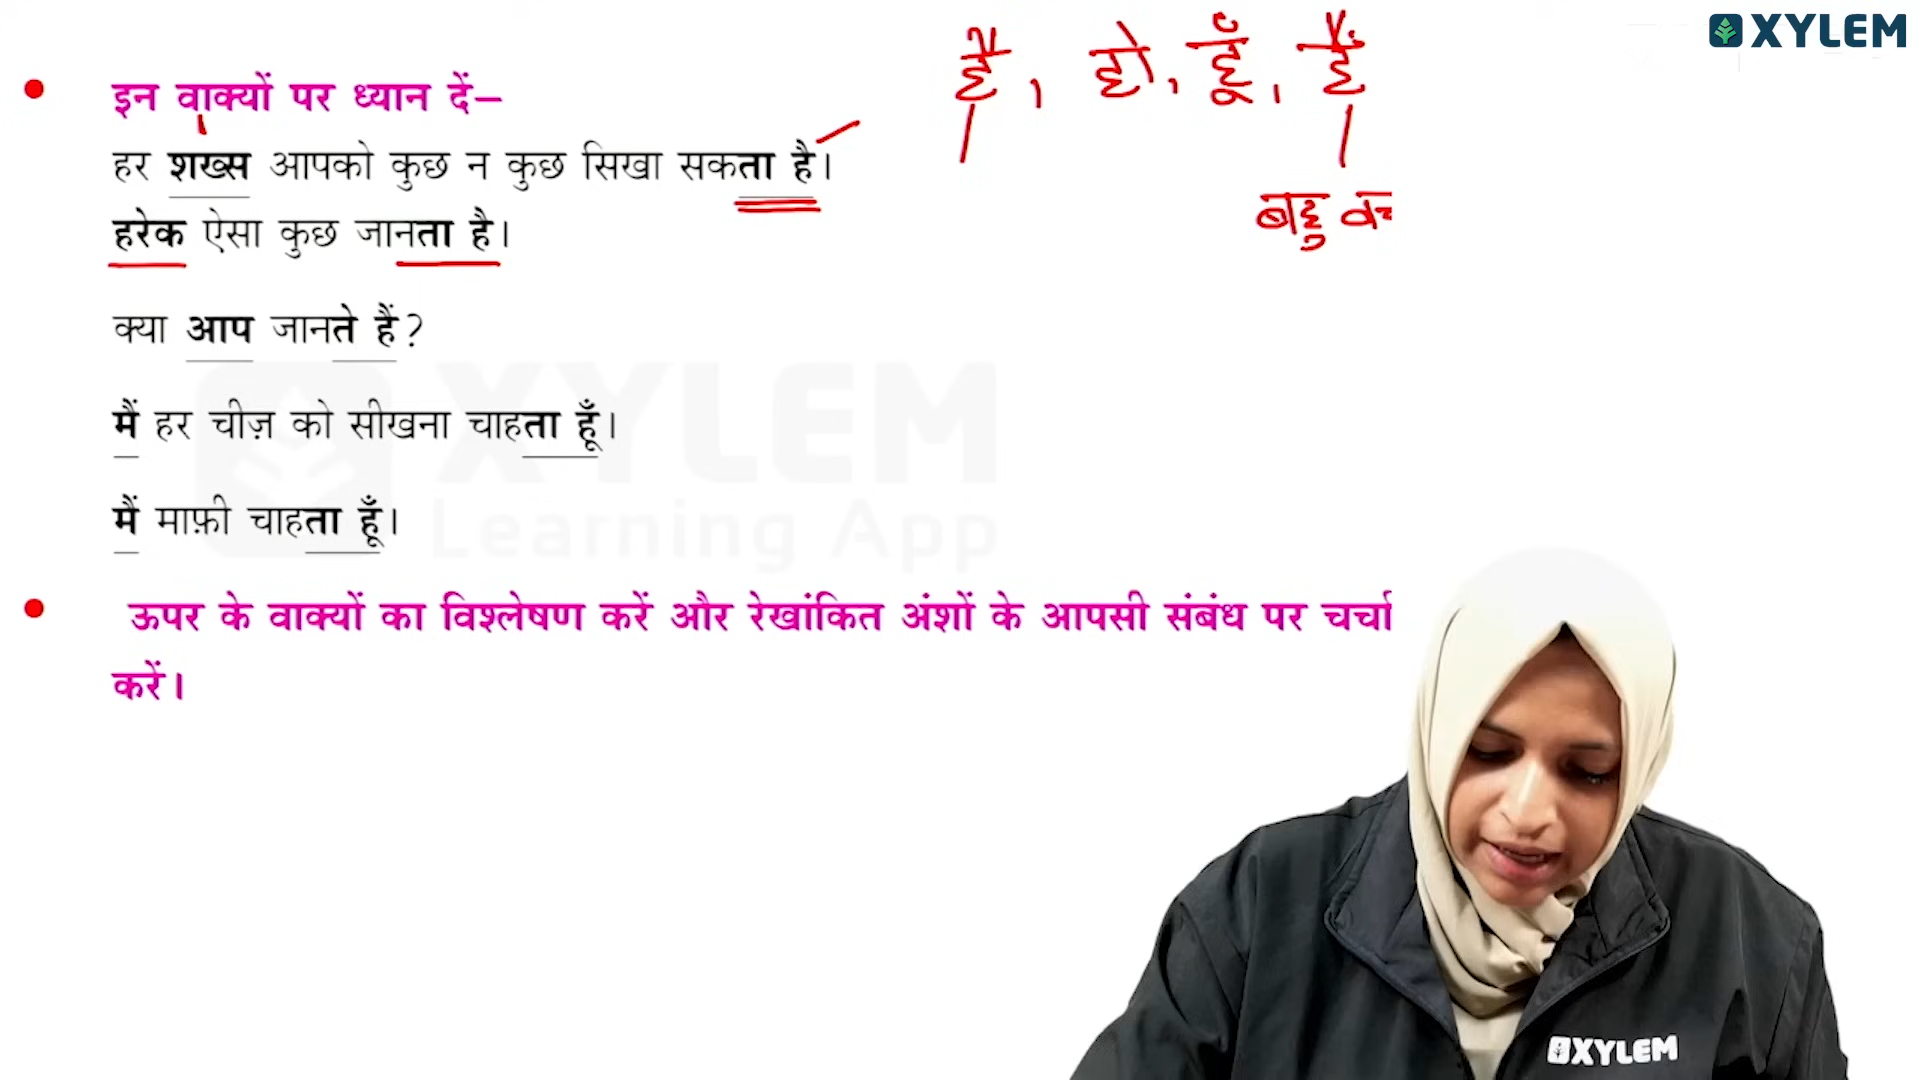 है, हो, हूँ, हैं
XYLEM
इन वाक्यों पर ध्यान दें–
हर शख्स आपको कुछ न कुछ सिखा सकता है।
बहु व
हरेक ऐसा कुछ जानता है।
क्या आप जानते हैं?
XYLEM
मैं हर चीज़ को सीखना चाहता हूँ।
मैं माफ़ी चाहता हूँ।
Learning App
ऊपर के वाक्यों का विश्लेषण करें और रेखांकित अंशों के आपसी संबंध पर चर्चा
करें।
XYLEM